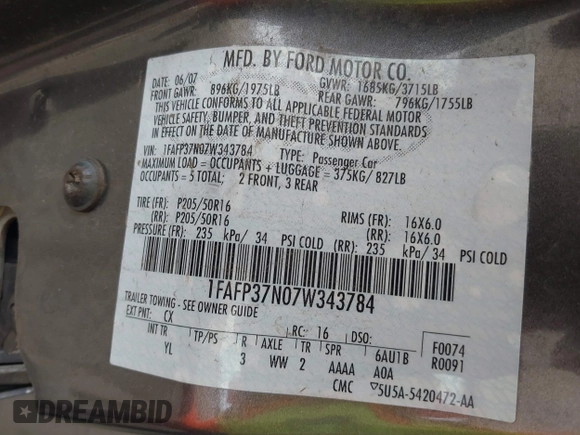 MFD. BY FORD MOTOR CO.
DATE: 06/07 GVWR: 1685KG/3715LB
FRONT GAWR: 896KG/1975LB REAR GAWR: 796KG/1755LB
THIS VEHICLE CONFORMS TO ALL APPLICABLE FEDERAL MOTOR
VEHICLE SAFETY, BUMPER, AND THEFT PREVENTION STANDARDS
IN EFFECT ON THE DATE OF MANUFACTURE SHOWN ABOVE.
VIN: 1FAFP37N07W343784 TYPE: Passenger Car
*MAXIMUM LOAD = OCCUPANTS + LUGGAGE = 375KG/ 827LB
OCCUPANTS = 5 TOTAL; 2 FRONT, 3 REAR
TIRE (FR): P205/50R16 RIMS (FR): 16X6.0
(RR): P205/50R16 (RR): 16X6.0
PRESSURE (FR): 235 kPa/ 34 PSI COLD (RR): 235 kPa/ 34 PSI COLD
1FAFP37N07W343784
TRAILER TOWING - SEE OWNER GUIDE
EXT PNT: CX RC: 16 DSO: F0074
INT TR TP/PS R AXLE TR SPR 6AU1B R0091
YL 3 WW 2 AAAA A0A
CMC 5U5A-5420472-AA
DREAMBID